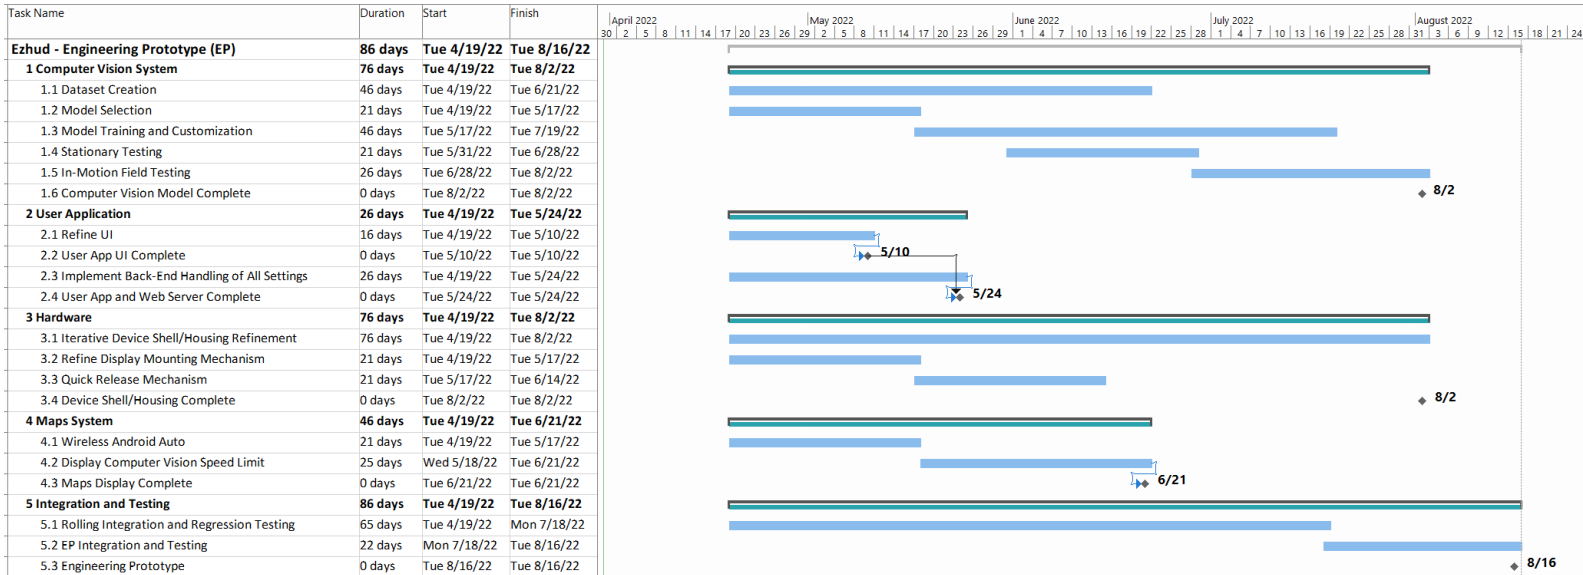 Task Name Duration Start Finish April 2022 May 2022 June 2022 July 2022 August 2022
30 2 5 8 11 14 17 20 23 26 29 2 5 8 11 14 17 20 23 26 29 1 4 7 10 13 16 19 22 25 28 1 4 7 10 13 16 19 22 25 28 31 3 6 9 12 15 18 21 24
Ezhud - Engineering Prototype (EP) 86 days Tue 4/19/22 Tue 8/16/22
1 Computer Vision System 76 days Tue 4/19/22 Tue 8/2/22
1.1 Dataset Creation 46 days Tue 4/19/22 Tue 6/21/22
1.2 Model Selection 21 days Tue 4/19/22 Tue 5/17/22
1.3 Model Training and Customization 46 days Tue 5/17/22 Tue 7/19/22
1.4 Stationary Testing 21 days Tue 5/31/22 Tue 6/28/22
1.5 In-Motion Field Testing 26 days Tue 6/28/22 Tue 8/2/22
1.6 Computer Vision Model Complete 0 days Tue 8/2/22 Tue 8/2/22 8/2
2 User Application 26 days Tue 4/19/22 Tue 5/24/22
2.1 Refine UI 16 days Tue 4/19/22 Tue 5/10/22
2.2 User App UI Complete 0 days Tue 5/10/22 Tue 5/10/22 5/10
2.3 Implement Back-End Handling of All Settings 26 days Tue 4/19/22 Tue 5/24/22
2.4 User App and Web Server Complete 0 days Tue 5/24/22 Tue 5/24/22 5/24
3 Hardware 76 days Tue 4/19/22 Tue 8/2/22
3.1 Iterative Device Shell/Housing Refinement 76 days Tue 4/19/22 Tue 8/2/22
3.2 Refine Display Mounting Mechanism 21 days Tue 4/19/22 Tue 5/17/22
3.3 Quick Release Mechanism 21 days Tue 5/17/22 Tue 6/14/22
3.4 Device Shell/Housing Complete 0 days Tue 8/2/22 Tue 8/2/22 8/2
4 Maps System 46 days Tue 4/19/22 Tue 6/21/22
4.1 Wireless Android Auto 21 days Tue 4/19/22 Tue 5/17/22
4.2 Display Computer Vision Speed Limit 25 days Wed 5/18/22 Tue 6/21/22
4.3 Maps Display Complete 0 days Tue 6/21/22 Tue 6/21/22 6/21
5 Integration and Testing 86 days Tue 4/19/22 Tue 8/16/22
5.1 Rolling Integration and Regression Testing 65 days Tue 4/19/22 Mon 7/18/22
5.2 EP Integration and Testing 22 days Mon 7/18/22 Tue 8/16/22
5.3 Engineering Prototype 0 days Tue 8/16/22 Tue 8/16/22 8/16